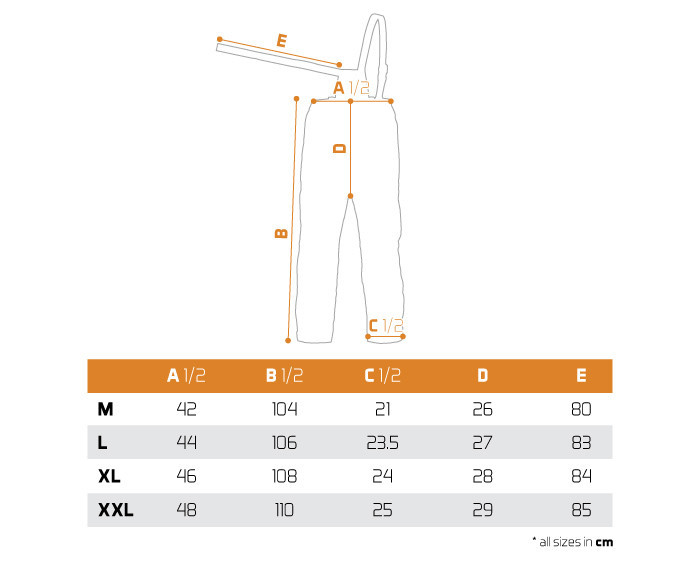 E
A 1/2
D
B
C 1/2
A 1/2 B 1/2 C 1/2 D E
M 42 104 21 26 80
L 44 106 23.5 27 83
XL 46 108 24 28 84
XXL 48 110 25 29 85
* all sizes in cm